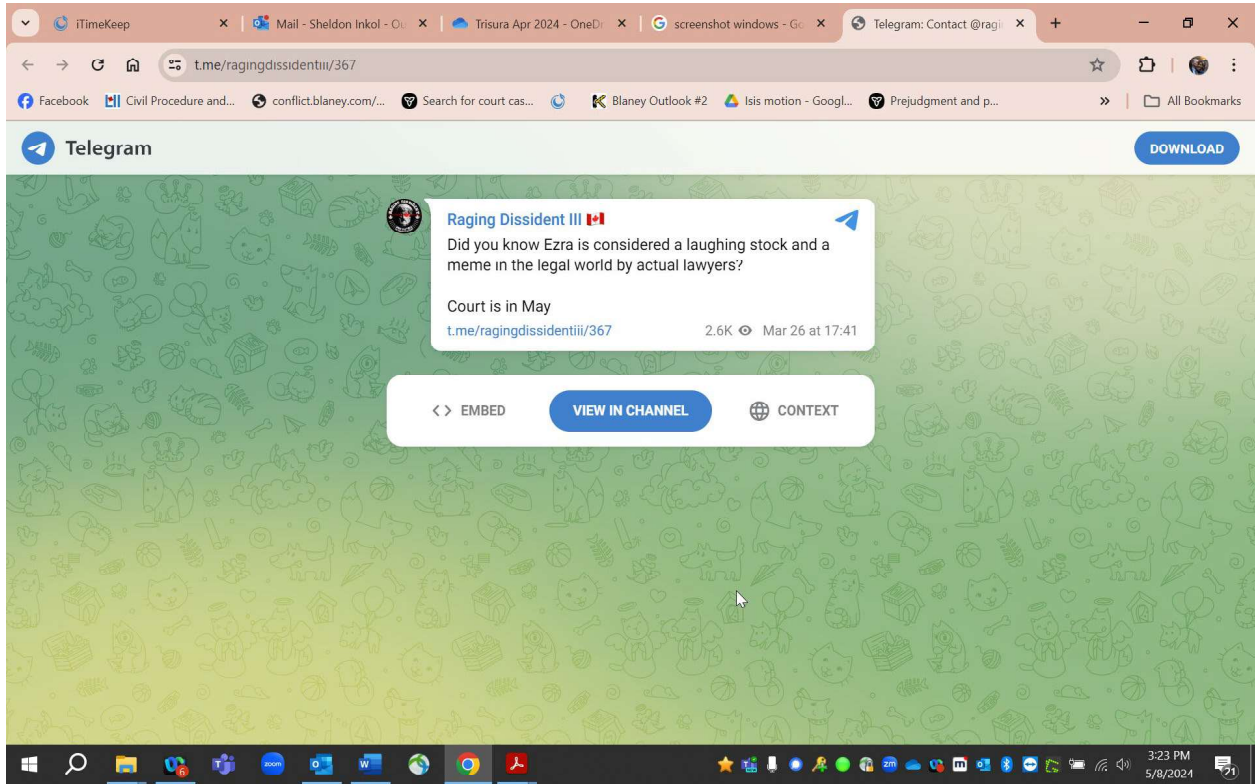 iTimeKeep
Mail - Sheldon Inkol - Ou
Trisura Apr 2024 - OneDr
screenshot windows - Go
Telegram: Contact @ragi
t.me/ragingdissidentiii/367
Facebook
Civil Procedure and...
conflict.blaney.com/...
Search for court cas...
Blaney Outlook #2
Isis motion - Googl...
Prejudgment and p...
»
All Bookmarks
Telegram
DOWNLOAD
Raging Dissident III
Did you know Ezra is considered a laughing stock and a
meme in the legal world by actual lawyers?
Court is in May
t.me/ragingdissidentiii/367 2.6K Mar 26 at 17:41
<> EMBED
VIEW IN CHANNEL
CONTEXT
zoom
3:23 PM
5/8/2024